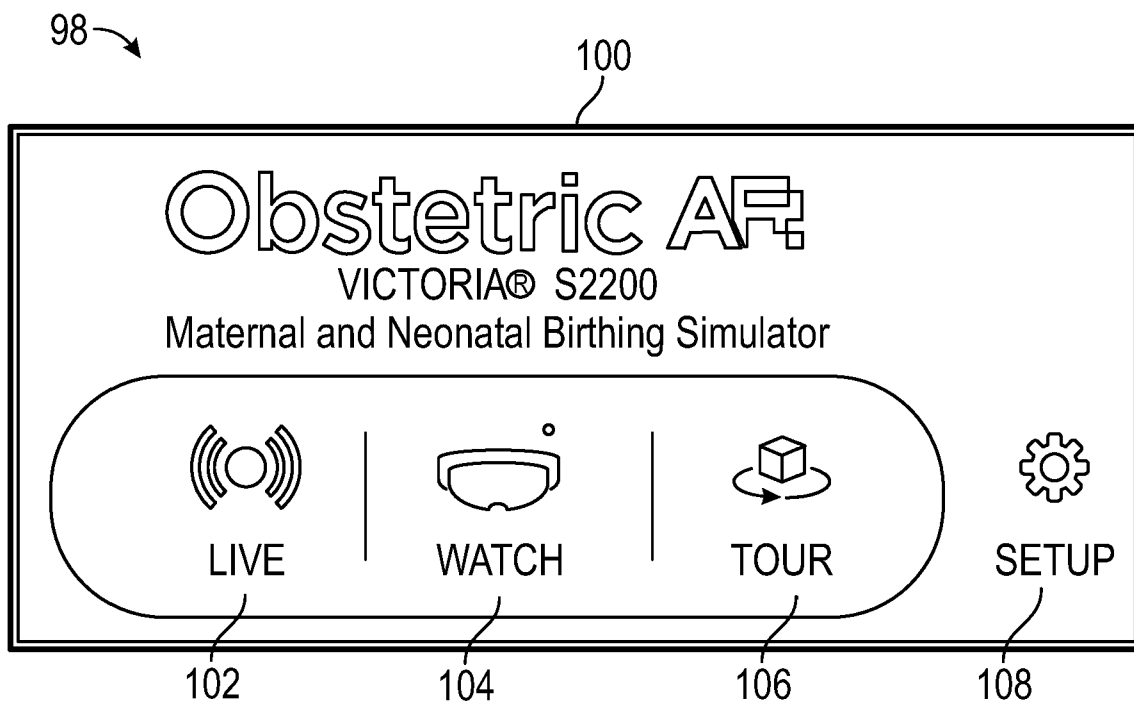 98
100
Obstetric AR
VICTORIA® S2200
Maternal and Neonatal Birthing Simulator
LIVE WATCH TOUR SETUP
102 104 106 108